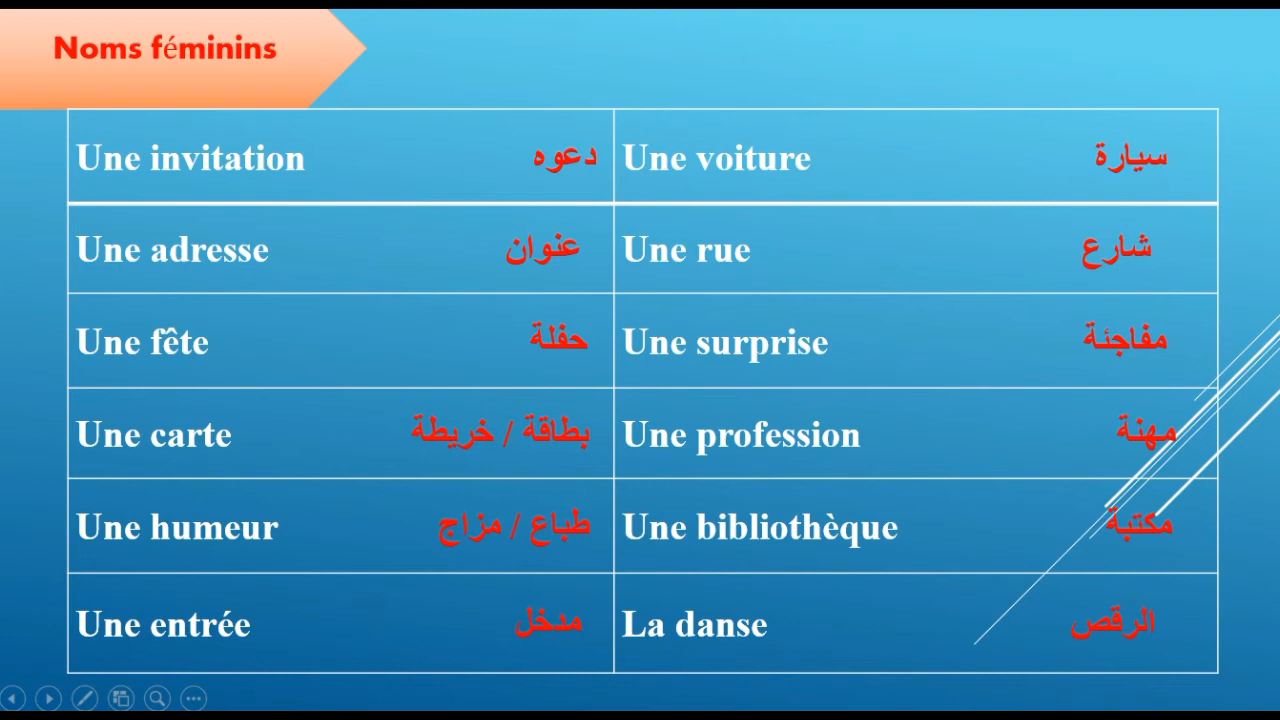 Noms féminins
Une invitation دعوه
Une voiture سيارة
Une adresse عنوان
Une rue شارع
Une fête حفلة
Une surprise مفاجئة
Une carte بطاقة / خريطة
Une profession مهنة
Une humeur طباع / مزاج
Une bibliothèque مكتبة
Une entrée مدخل
La danse الرقص